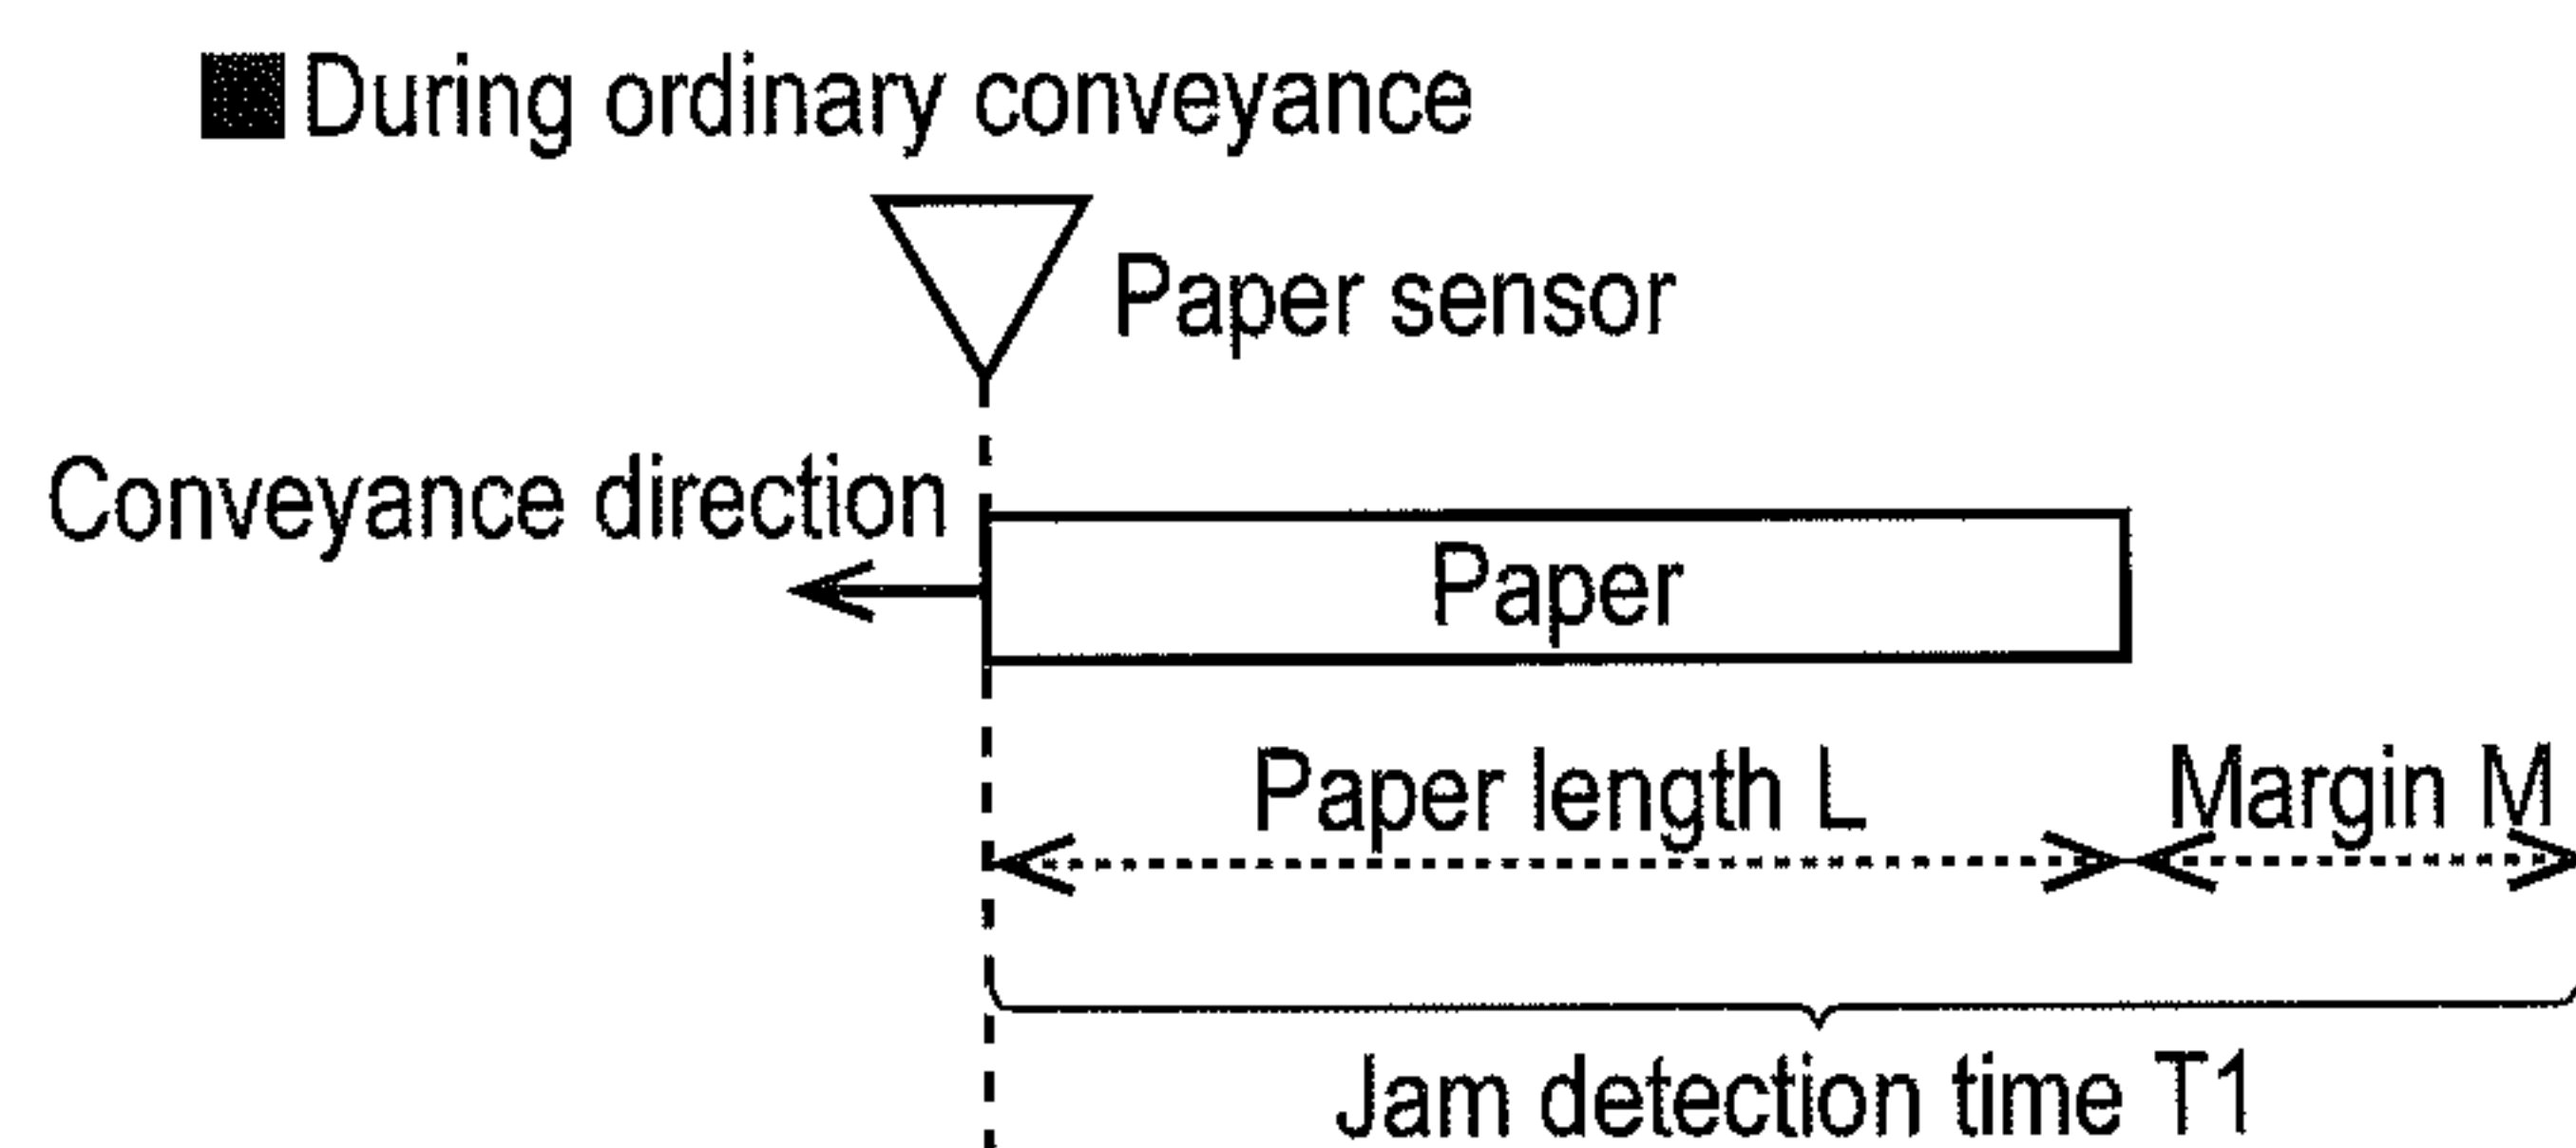 ■ During ordinary conveyance
Paper sensor
Conveyance direction
Paper
Paper length L
Margin M
Jam detection time T1